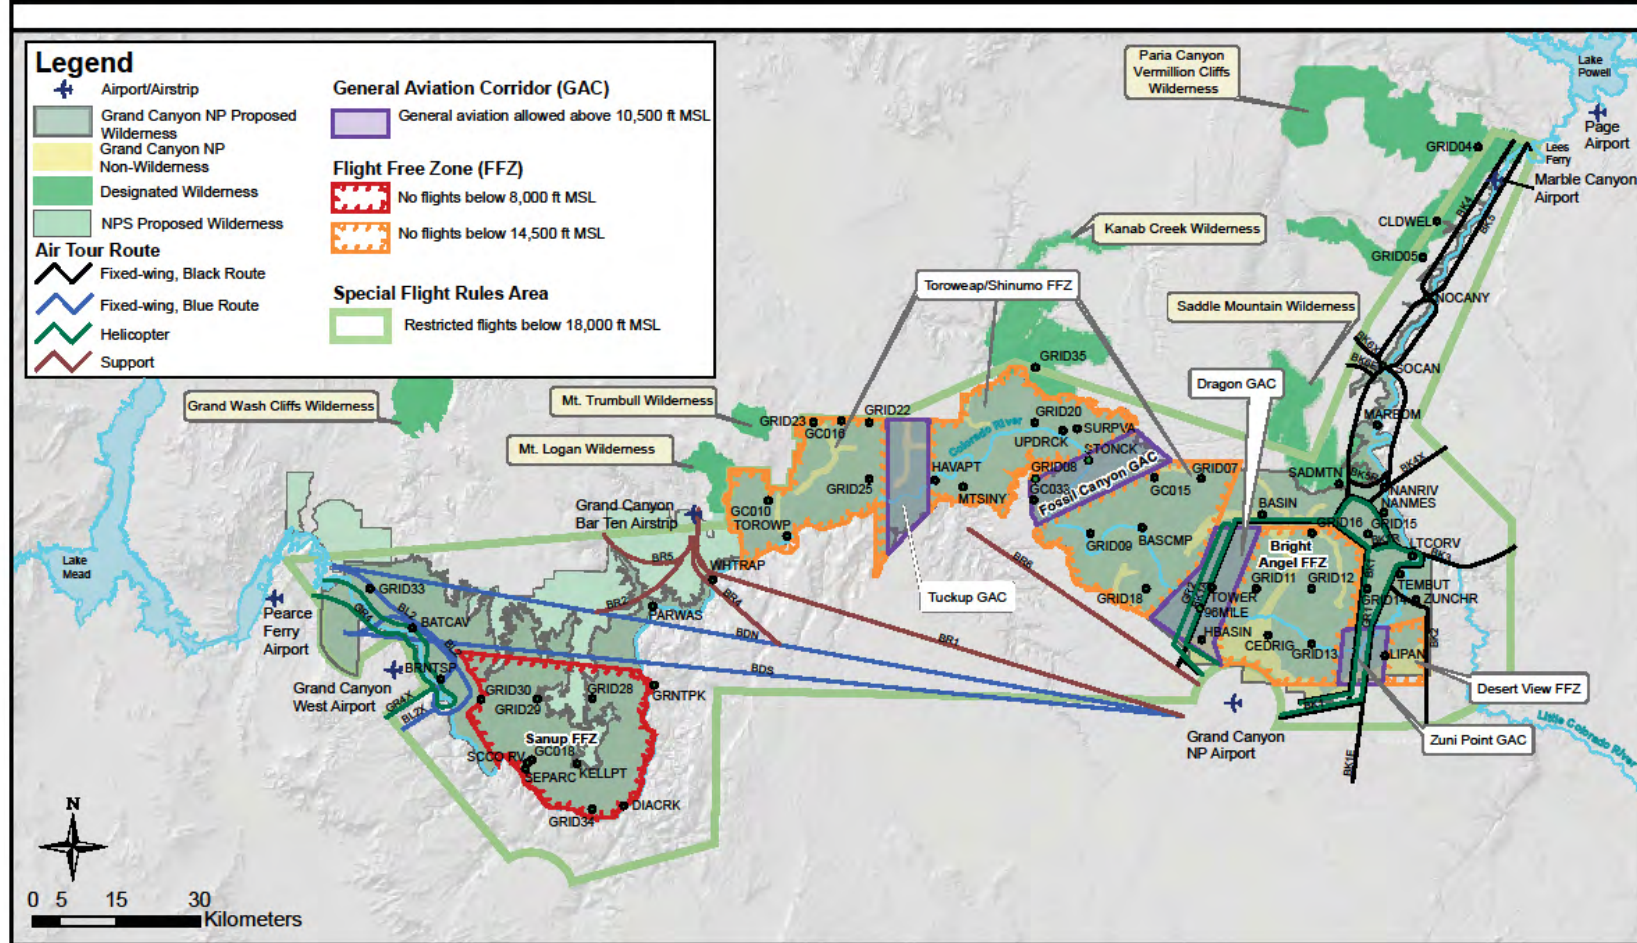 Legend
Airport/Airstrip
Grand Canyon NP Proposed
Wilderness
Grand Canyon NP
Non-Wilderness
Designated Wilderness
NPS Proposed Wilderness
Air Tour Route
Fixed-wing, Black Route
Fixed-wing, Blue Route
Helicopter
Support
General Aviation Corridor (GAC)
General aviation allowed above 10,500 ft MSL
Flight Free Zone (FFZ)
No flights below 8,000 ft MSL
No flights below 14,500 ft MSL
Special Flight Rules Area
Restricted flights below 18,000 ft MSL
Paria Canyon
Vermillion Cliffs
Wilderness
Lake
Powell
Page
Airport
GRID04
Lees
Ferry
Marble Canyon
Airport
BK4
BK5
CLDWEL
Kanab Creek Wilderness
GRID05
Toroweap/Shinumo FFZ
NOCANY
Saddle Mountain Wilderness
BK6X
SOCAN
GRID35
Dragon GAC
Grand Wash Cliffs Wilderness
Mt. Trumbull Wilderness
GRID23
GC016
GRID22
GRID20
SURPVA
UPDRCK
Colorado River
MARBDM
Mt. Logan Wilderness
STONCK
HAVAPT
GRID08
GRID07
SADMTN
BK4X
GRID25
MTSINY
GC033
Fossil Canyon GAC
GC015
NANRIV
NANMES
Grand Canyon
Bar Ten Airstrip
GC010
TOROWP
BASIN
GRID16
GRID15
BASCMP
GRID09
Bright
Angel FFZ
LTCORV
BK3
Lake
Mead
BR5
BR6
WHTRAP
GRID33
Tuckup GAC
GRID18
TOWER
96MILE
GRID11
GRID12
TEMBUT
GRID14
ZUNCHR
Pearce
Ferry
Airport
BL2
GR4
BATCAV
BR2
PARWAS
BR4
BDN
BR1
HBASIN
CEDRIG
GRID13
LIPAN
BK2
BRNTSP
BDS
Grand Canyon
West Airport
GR4X
BL2X
GRID30
GRID29
GRID28
GRNTPK
Desert View FFZ
Sanup FFZ
GC018
SCCO RV
SEPARC
KELLPT
Grand Canyon
NP Airport
Zuni Point GAC
Little Colorado River
BK1E
DIACRK
GRID34
N
0 5 15 30
Kilometers